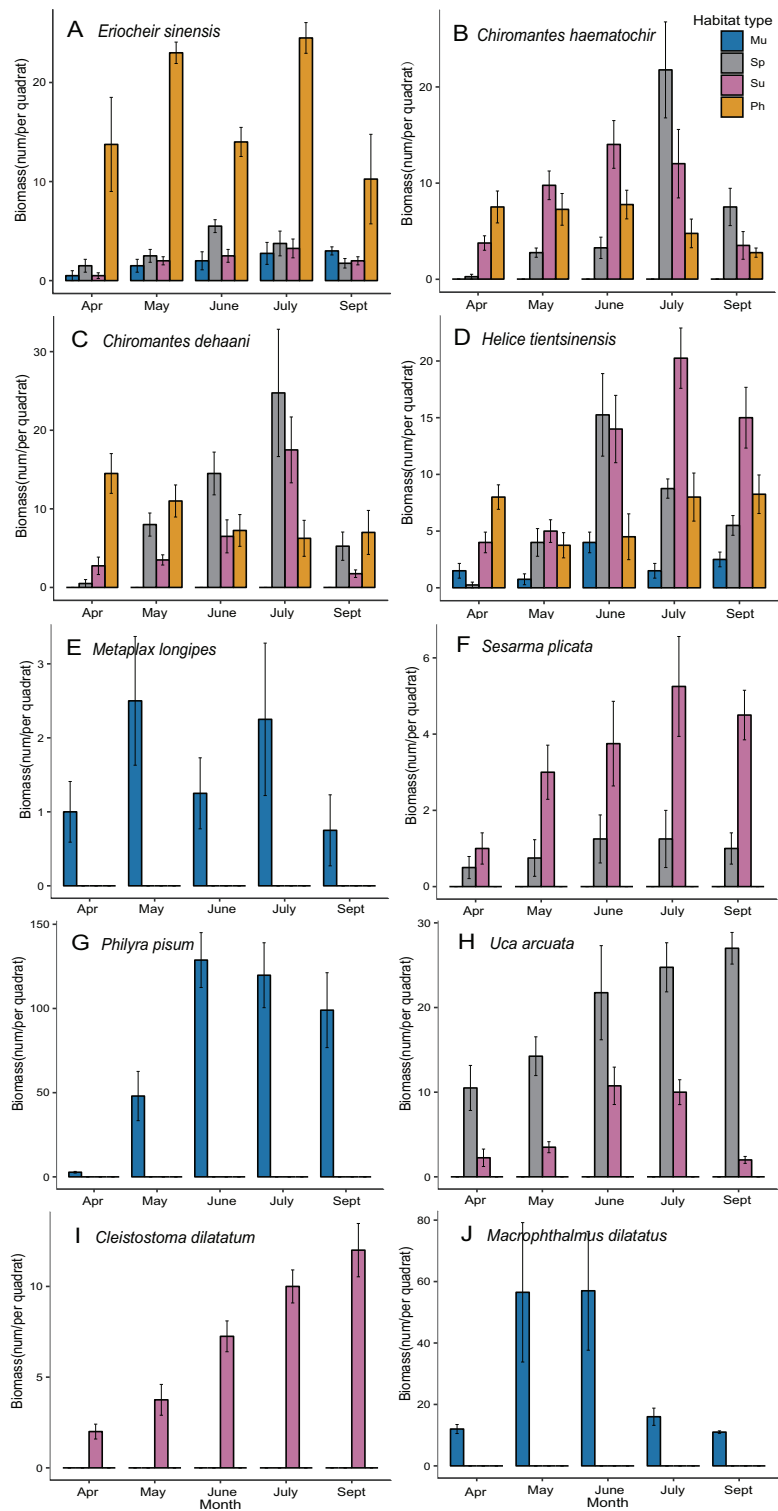 A Eriocheir sinensis
Biomass(num/per quadrat)
20
10
0
Apr May June July Sept
B Chiromantes haematochir
Habitat type
Mu
Sp
Su
Ph
Biomass(num/per quadrat)
20
10
0
Apr May June July Sept
C Chiromantes dehaani
Biomass(num/per quadrat)
30
20
10
0
Apr May June July Sept
D Helice tientsinensis
Biomass(num/per quadrat)
20
15
10
5
0
Apr May June July Sept
E Metaplax longipes
Biomass(num/per quadrat)
3
2
1
0
Apr May June July Sept
F Sesarma plicata
Biomass(num/per quadrat)
6
4
2
0
Apr May June July Sept
G Philyra pisum
Biomass(num/per quadrat)
150
100
50
0
Apr May June July Sept
H Uca arcuata
Biomass(num/per quadrat)
30
20
10
0
Apr May June July Sept
I Cleistostoma dilatatum
Biomass(num/per quadrat)
10
5
0
Apr May June July Sept
Month
J Macrophthalmus dilatatus
Biomass(num/per quadrat)
80
60
40
20
0
Apr May June July Sept
Month